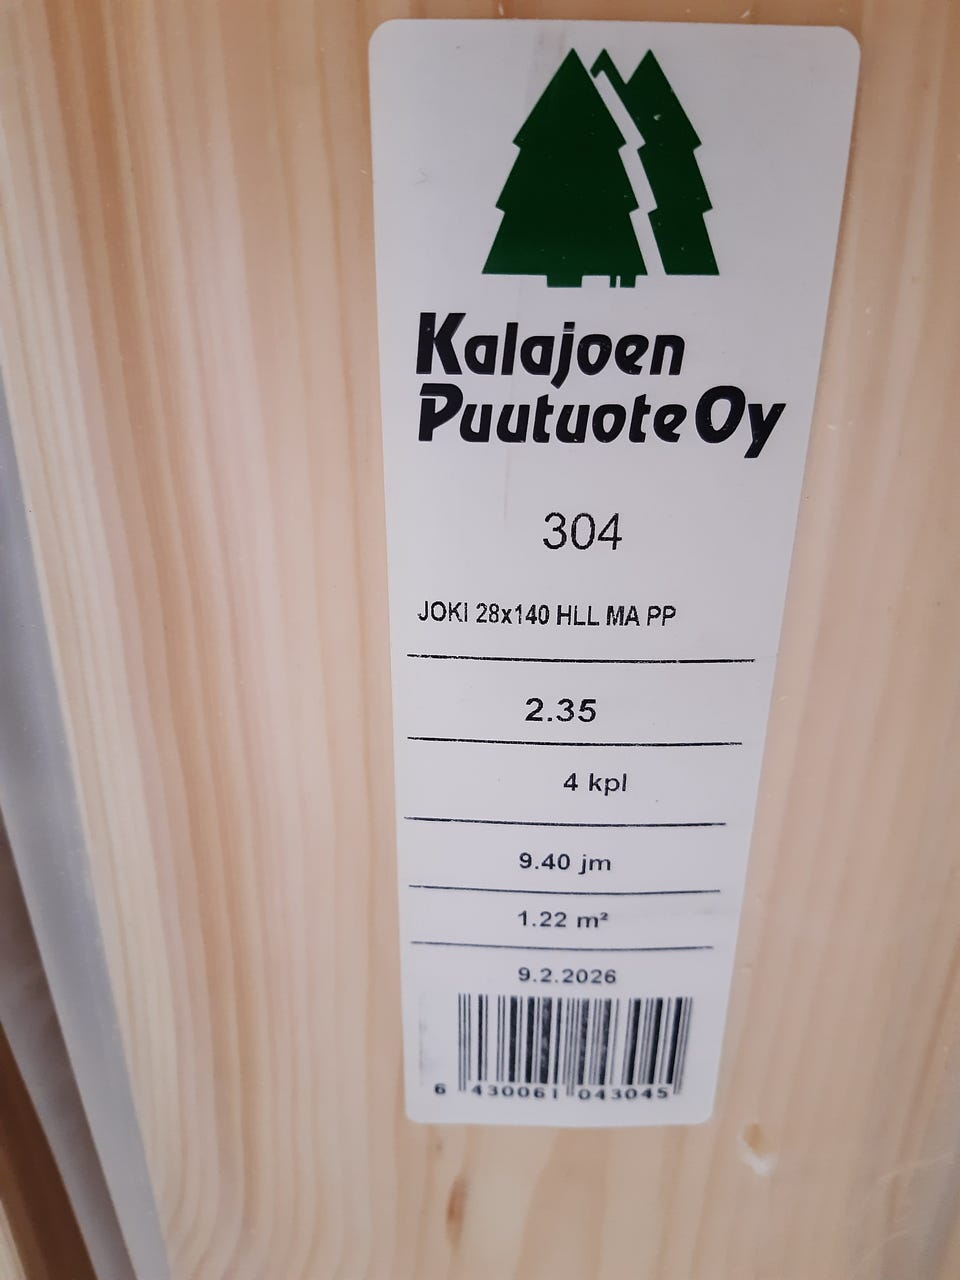 Kalajoen
Puutuote Oy
304
JOKI 28x140 HLL MA PP
2.35
4 kpl
9.40 jm
1.22 m²
9.2.2026
6 430061 043045